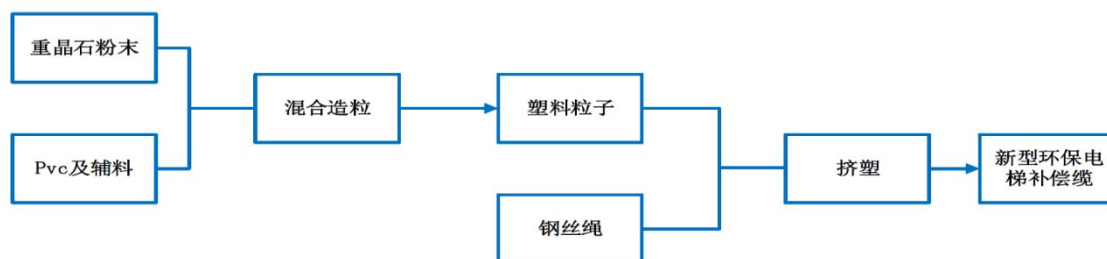 重晶石粉末
Pvc及辅料
混合造粒
塑料粒子
钢丝绳
挤塑
新型环保电
梯补偿缆